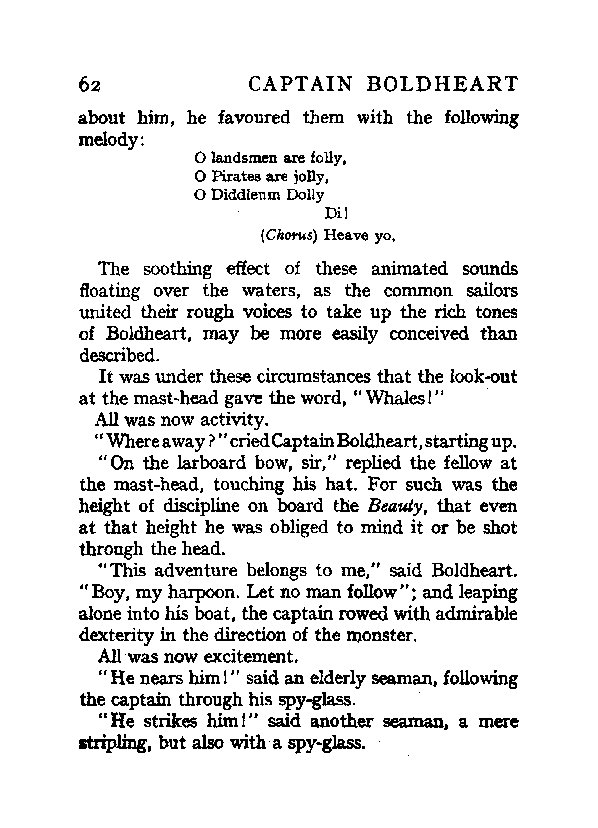 62 CAPTAIN BOLDHEART
about him, he favoured them with the following
melody:
O landsmen are folly,
O Pirates are jolly,
O Diddleum Dolly
Di!
(Chorus) Heave yo.
The soothing effect of these animated sounds
floating over the waters, as the common sailors
united their rough voices to take up the rich tones
of Boldheart, may be more easily conceived than
described.
It was under these circumstances that the look-out
at the mast-head gave the word, "Whales!"
All was now activity.
"Where away?" cried Captain Boldheart, starting up.
"On the larboard bow, sir," replied the fellow at
the mast-head, touching his hat. For such was the
height of discipline on board the Beauty, that even
at that height he was obliged to mind it or be shot
through the head.
"This adventure belongs to me," said Boldheart.
"Boy, my harpoon. Let no man follow"; and leaping
alone into his boat, the captain rowed with admirable
dexterity in the direction of the monster.
All was now excitement.
"He nears him!" said an elderly seaman, following
the captain through his spy-glass.
"He strikes him!" said another seaman, a mere
stripling, but also with a spy-glass.